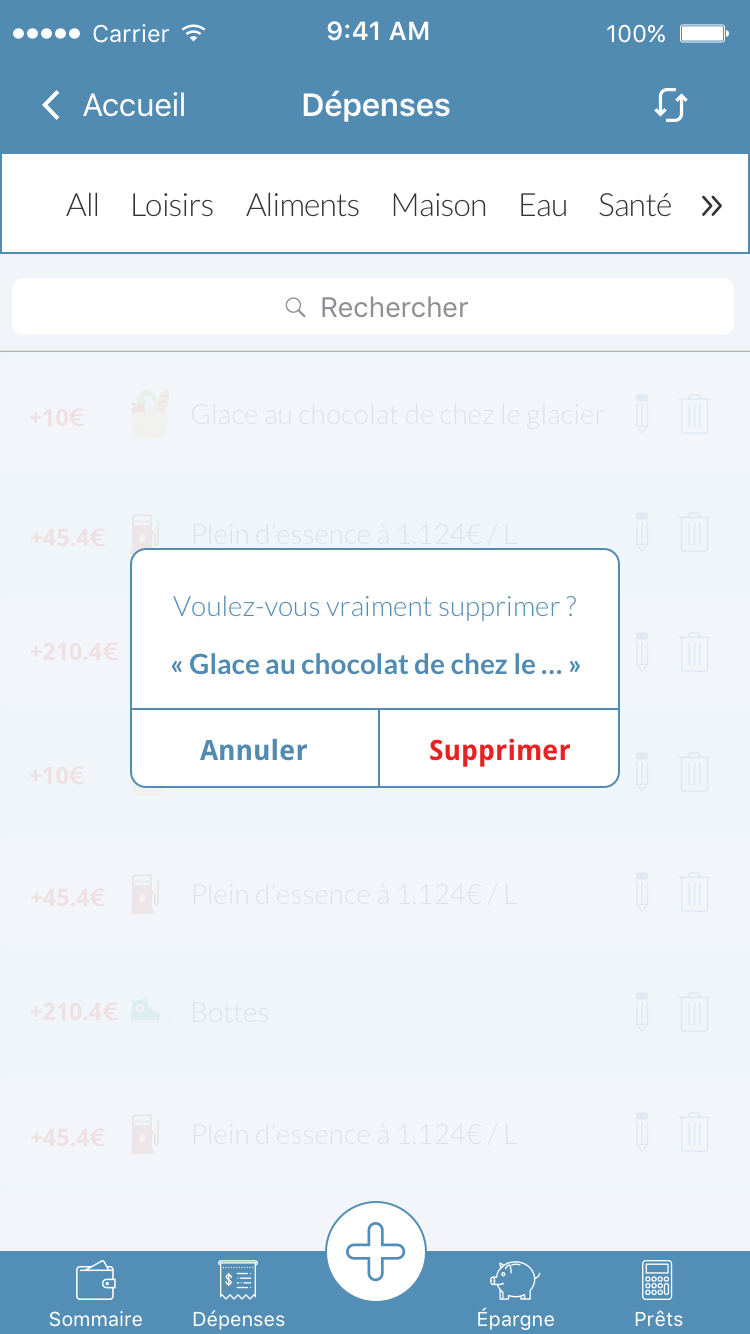 Carrier 9:41 AM 100%
Accueil Dépenses
All Loisirs Aliments Maison Eau Santé »
Rechercher
+10€ Glace au chocolat de chez le glacier
+45.4€ Plein d’essence à 1.124€ / L
Voulez-vous vraiment supprimer ?
+210.4€
« Glace au chocolat de chez le ... »
Annuler Supprimer
+10€
+45.4€ Plein d’essence à 1.124€ / L
+210.4€ Bottes
+45.4€ Plein d’essence à 1.124€ / L
$
Sommaire Dépenses Épargne Prêts